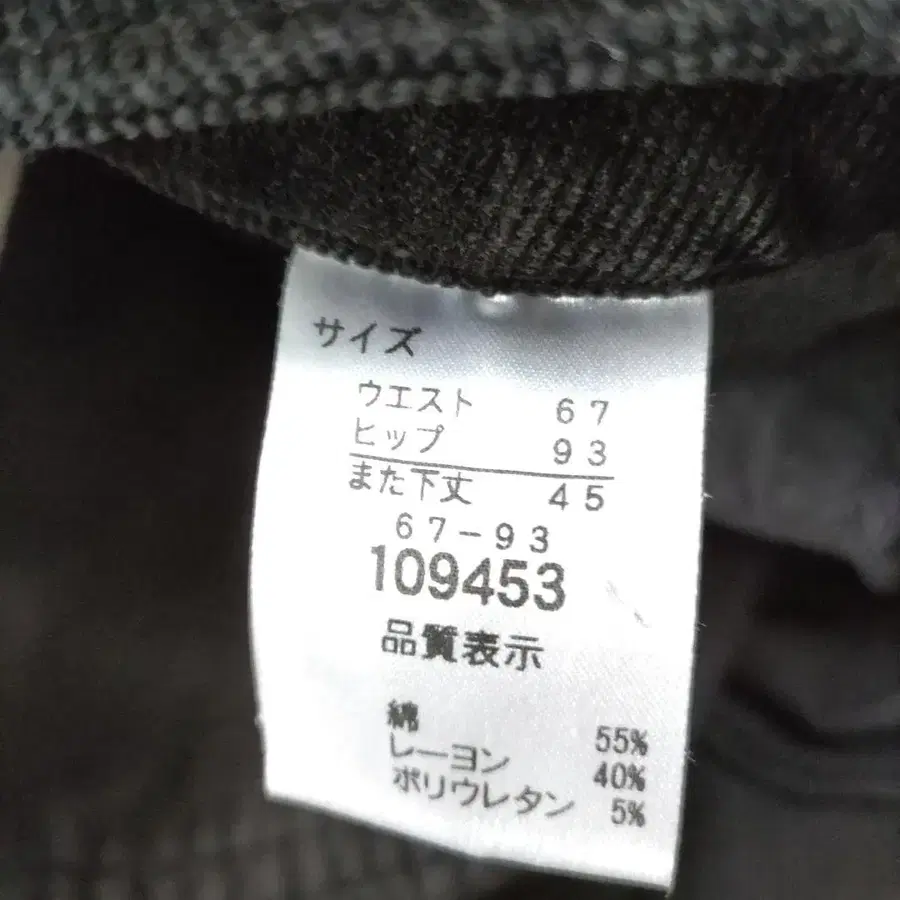 サイズ
ウエスト 67
ヒップ 93
また下丈 45
67-93
109453
品質表示
綿 55%
レーヨン 40%
ポリウレタン 5%